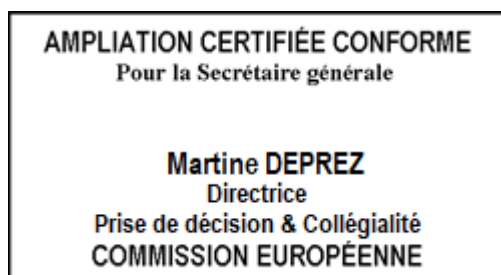 AMPLIATION CERTIFIÉE CONFORME
Pour la Secrétaire générale
Martine DEPREZ
Directrice
Prise de décision & Collégialité
COMMISSION EUROPÉENNE